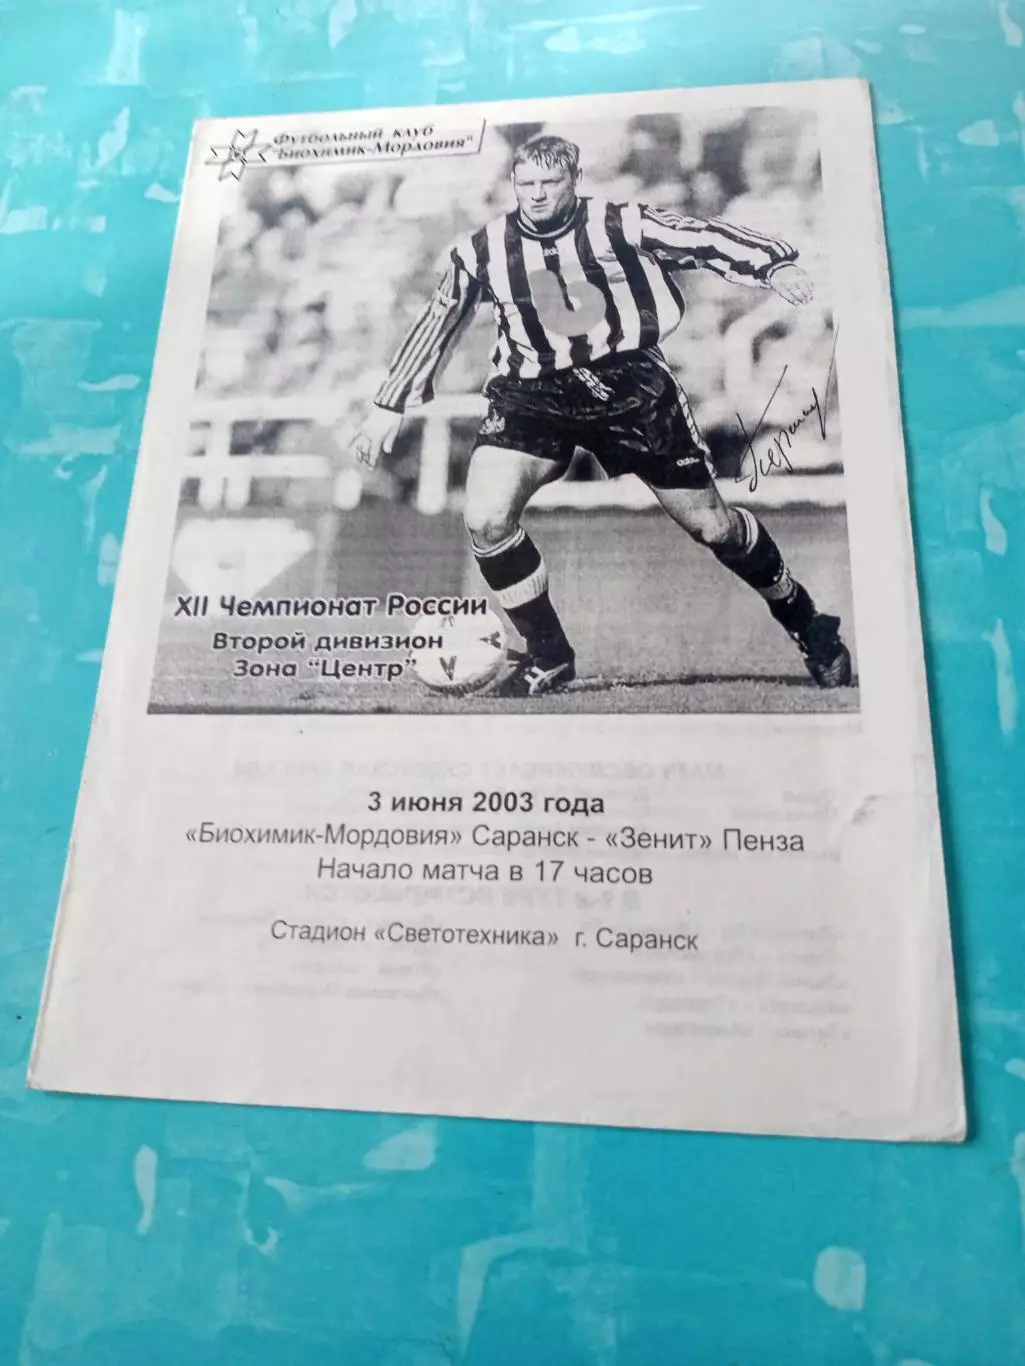 Футбольный клуб
"Биохимик-Мордовия"
adidas
XII Чемпионат России
Второй дивизион
Зона "Центр"
3 июня 2003 года
«Биохимик-Мордовия» Саранск - «Зенит» Пенза
Начало матча в 17 часов
Стадион «Светотехника» г. Саранск